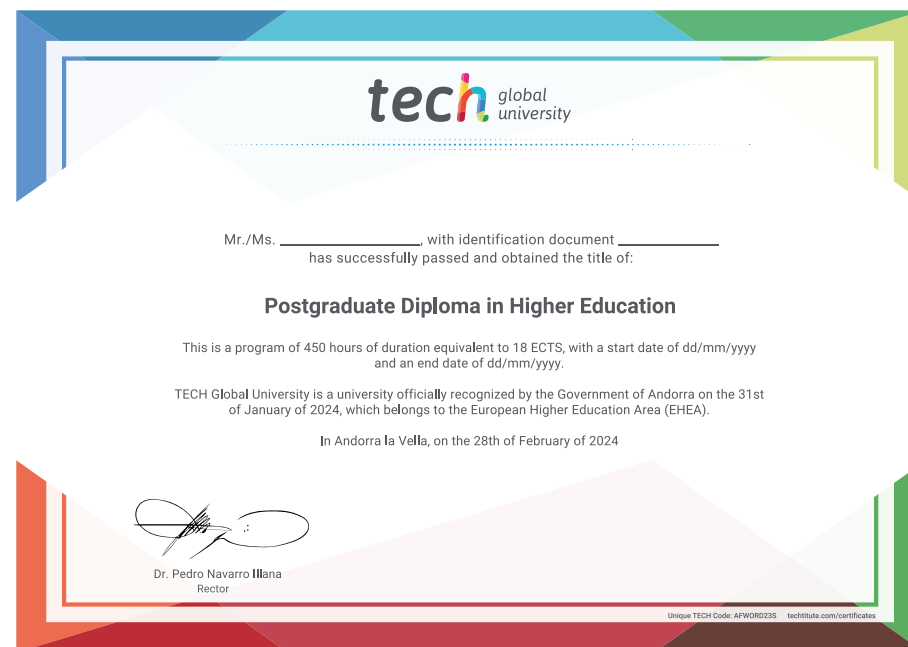 tech global university
Mr./Ms. ____________________, with identification document ______________
has successfully passed and obtained the title of:
Postgraduate Diploma in Higher Education
This is a program of 450 hours of duration equivalent to 18 ECTS, with a start date of dd/mm/yyyy
and an end date of dd/mm/yyyy.
TECH Global University is a university officially recognized by the Government of Andorra on the 31st
of January of 2024, which belongs to the European Higher Education Area (EHEA).
In Andorra la Vella, on the 28th of February of 2024
Dr. Pedro Navarro Illana
Rector
Unique TECH Code: AFWORD23S techtitute.com/certificates